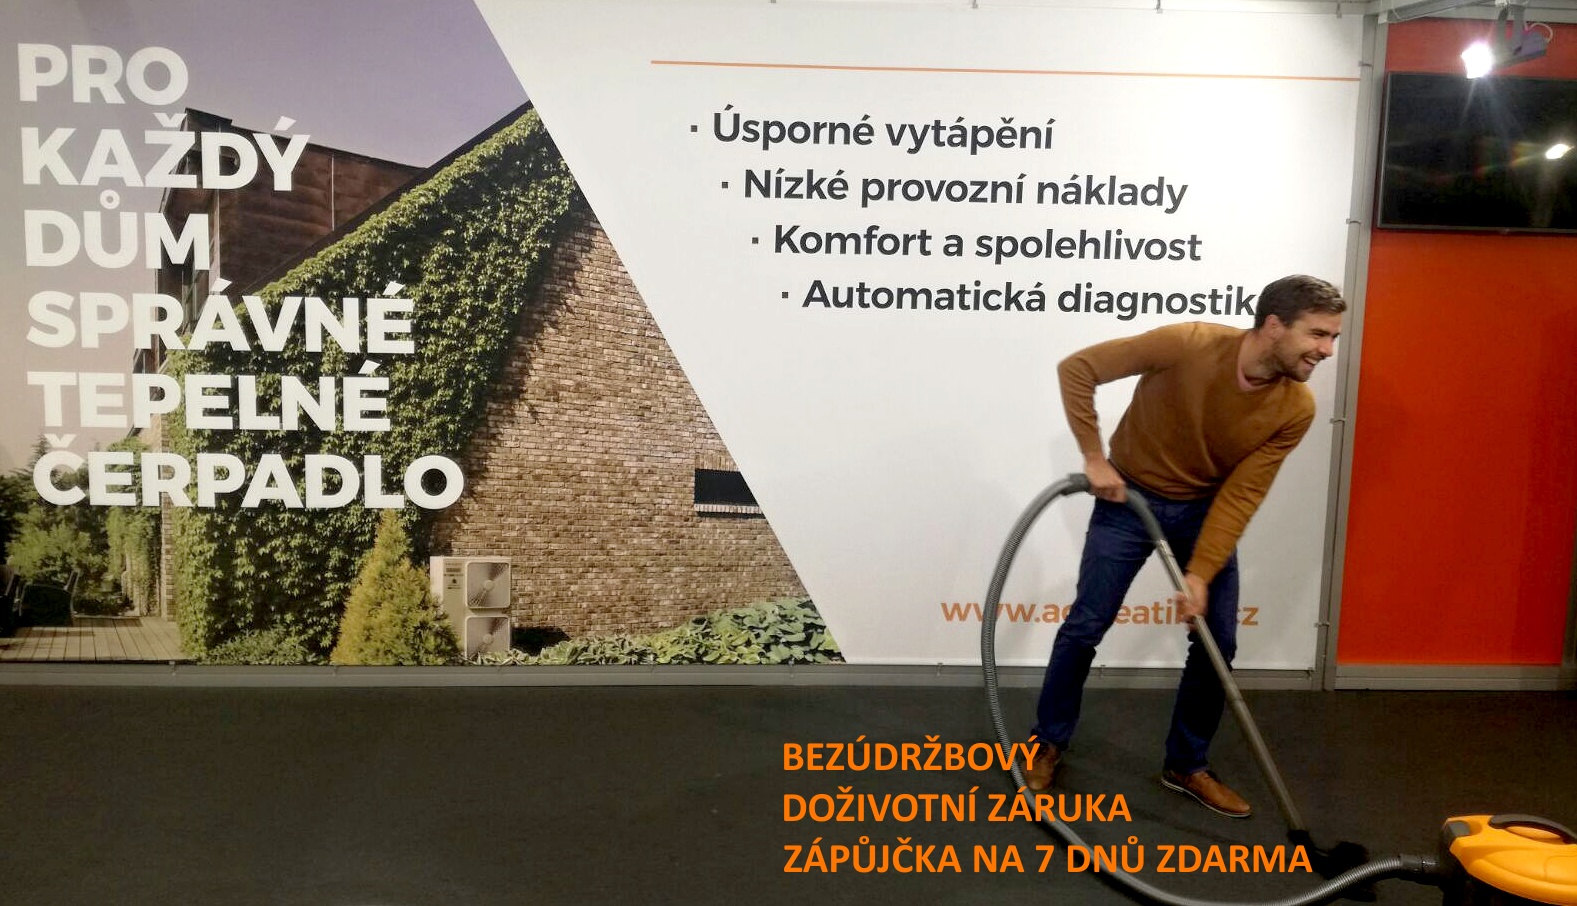 PRO
KAŽDÝ
DŮM
SPRÁVNÉ
TEPELNÉ
ČERPADLO
· Úsporné vytápění
· Nízké provozní náklady
· Komfort a spolehlivost
· Automatická diagnostik
BEZÚDRŽBOVÝ
DOŽIVOTNÍ ZÁRUKA
ZÁPŮJČKA NA 7 DNŮ ZDARMA